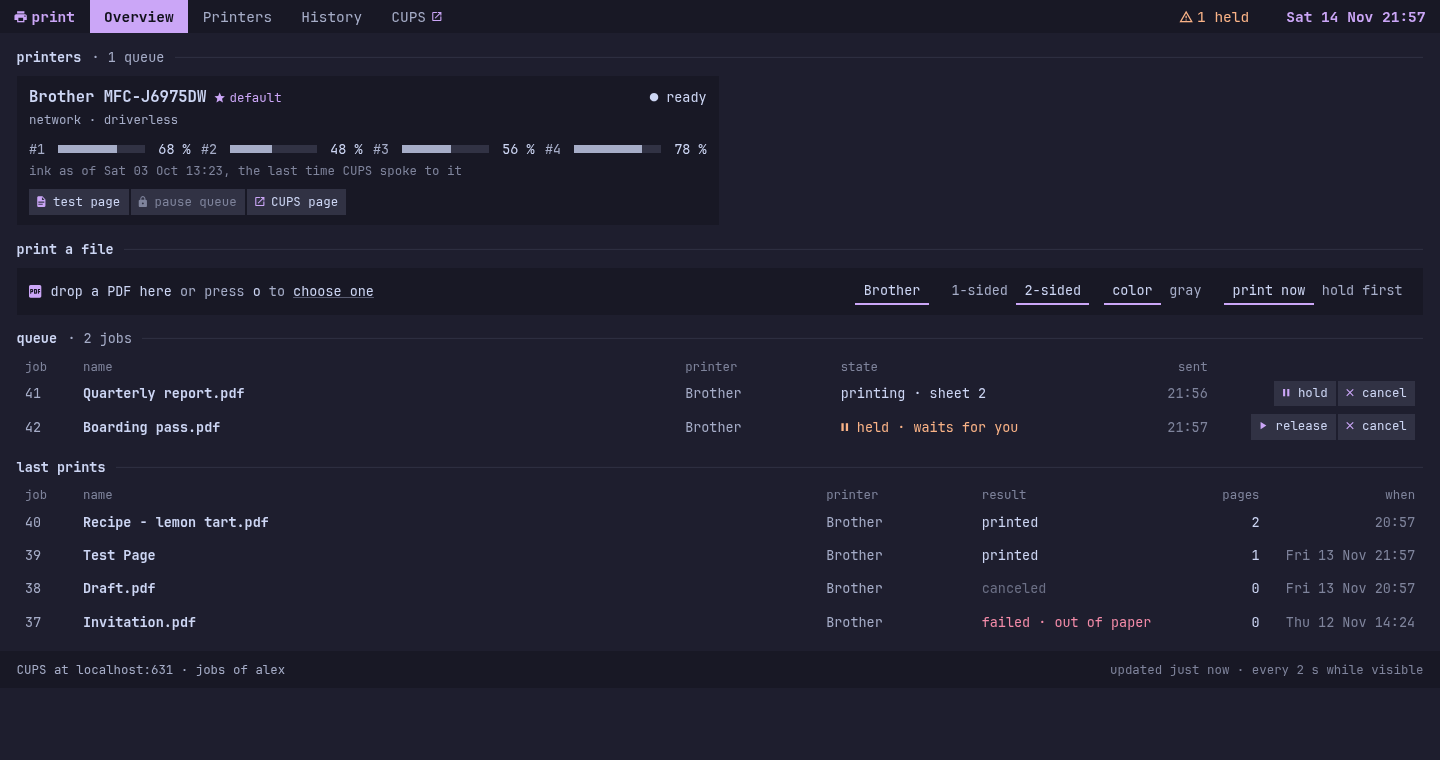 print Overview Printers History CUPS 1 held Sat 14 Nov 21:57
printers · 1 queue
Brother MFC-J6975DW default ready
network · driverless
#1 68 % #2 48 % #3 56 % #4 78 %
ink as of Sat 03 Oct 13:23, the last time CUPS spoke to it
test page pause queue CUPS page
print a file
PDF drop a PDF here or press o to choose one Brother 1-sided 2-sided color gray print now hold first
queue · 2 jobs
job name printer state sent
41 Quarterly report.pdf Brother printing · sheet 2 21:56 hold cancel
42 Boarding pass.pdf Brother held · waits for you 21:57 release cancel
last prints
job name printer result pages when
40 Recipe - lemon tart.pdf Brother printed 2 20:57
39 Test Page Brother printed 1 Fri 13 Nov 21:57
38 Draft.pdf Brother canceled 0 Fri 13 Nov 20:57
37 Invitation.pdf Brother failed · out of paper 0 Thu 12 Nov 14:24
CUPS at localhost:631 · jobs of alex updated just now · every 2 s while visible